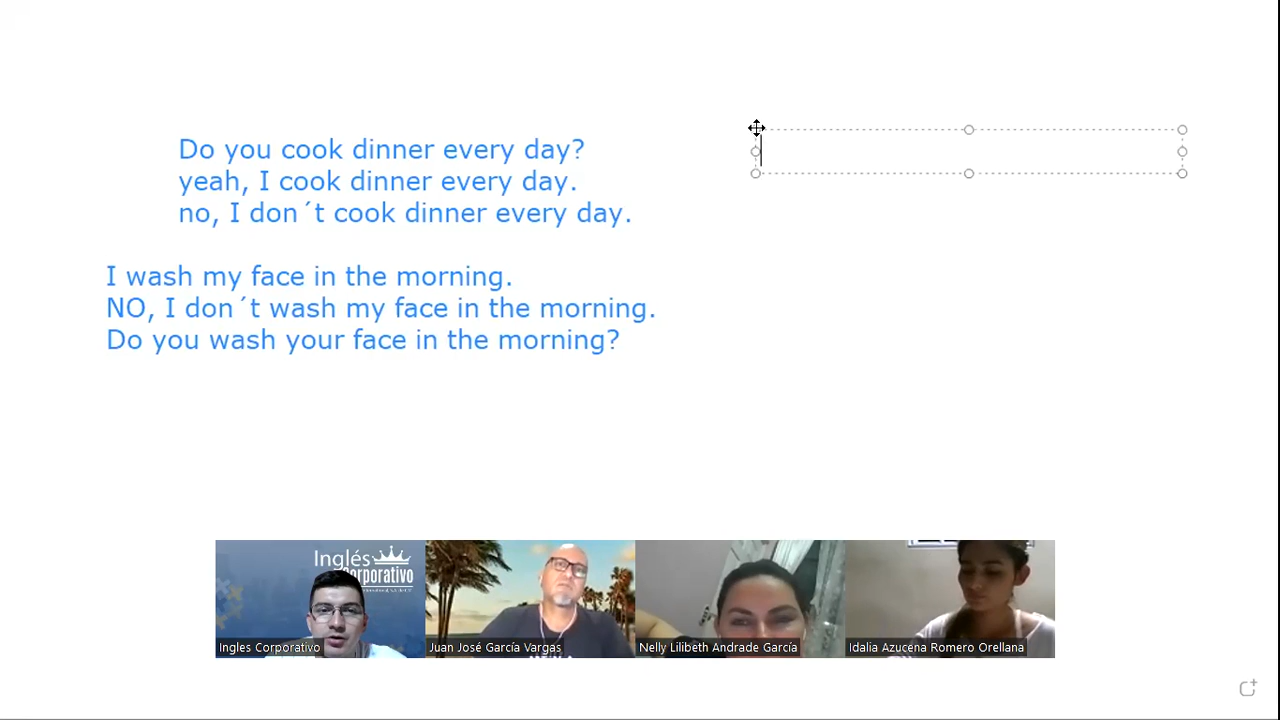 Do you cook dinner every day?
yeah, I cook dinner every day.
no, I don´t cook dinner every day.
I wash my face in the morning.
NO, I don´t wash my face in the morning.
Do you wash your face in the morning?
Inglés
Corporativo
Ingles Corporativo
Juan José García Vargas
Nelly Lilibeth Andrade García
Idalia Azucena Romero Orellana